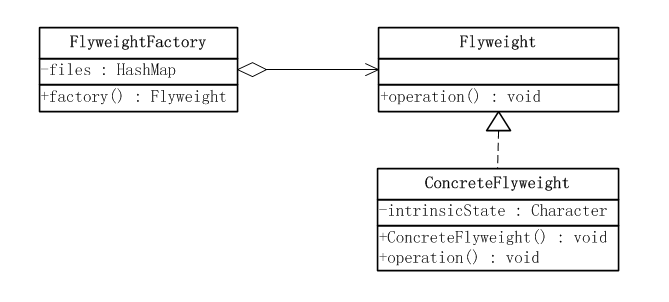 FlyweightFactory
-files : HashMap
+factory() : Flyweight
Flyweight
+operation() : void
ConcreteFlyweight
-intrinsicState : Character
+ConcreteFlyweight() : void
+operation() : void